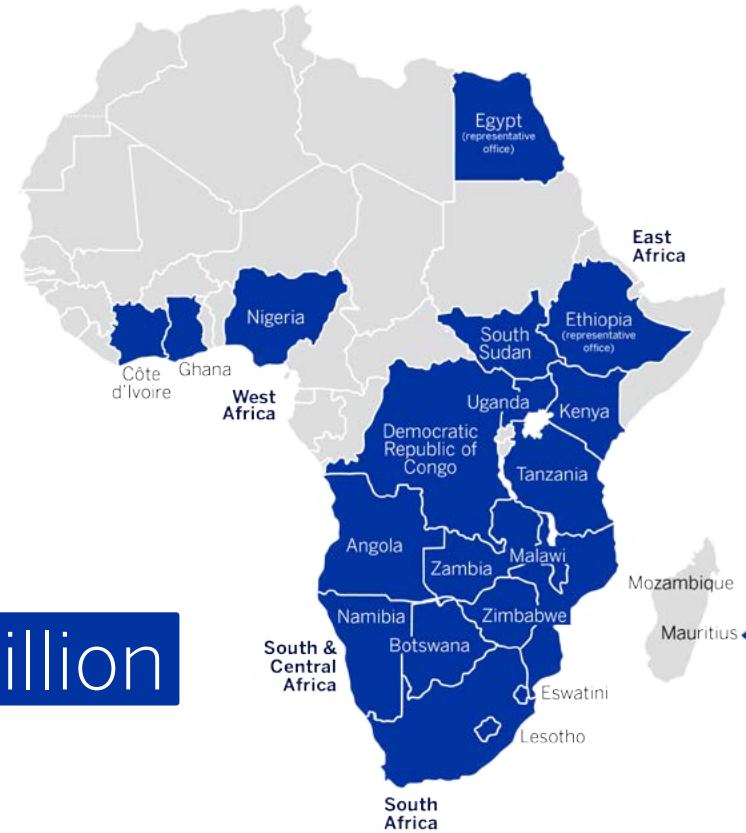 Egypt
(representative
office)
East
Africa
Nigeria
South
Sudan
Ethiopia
(representative
office)
Côte
d'Ivoire
Ghana
West
Africa
Uganda
Kenya
Democratic
Republic of
Congo
Tanzania
Angola
Malawi
Zambia
Mozambique
Namibia
Zimbabwe
Mauritius
illion
Botswana
South &
Central
Africa
Eswatini
Lesotho
South
Africa